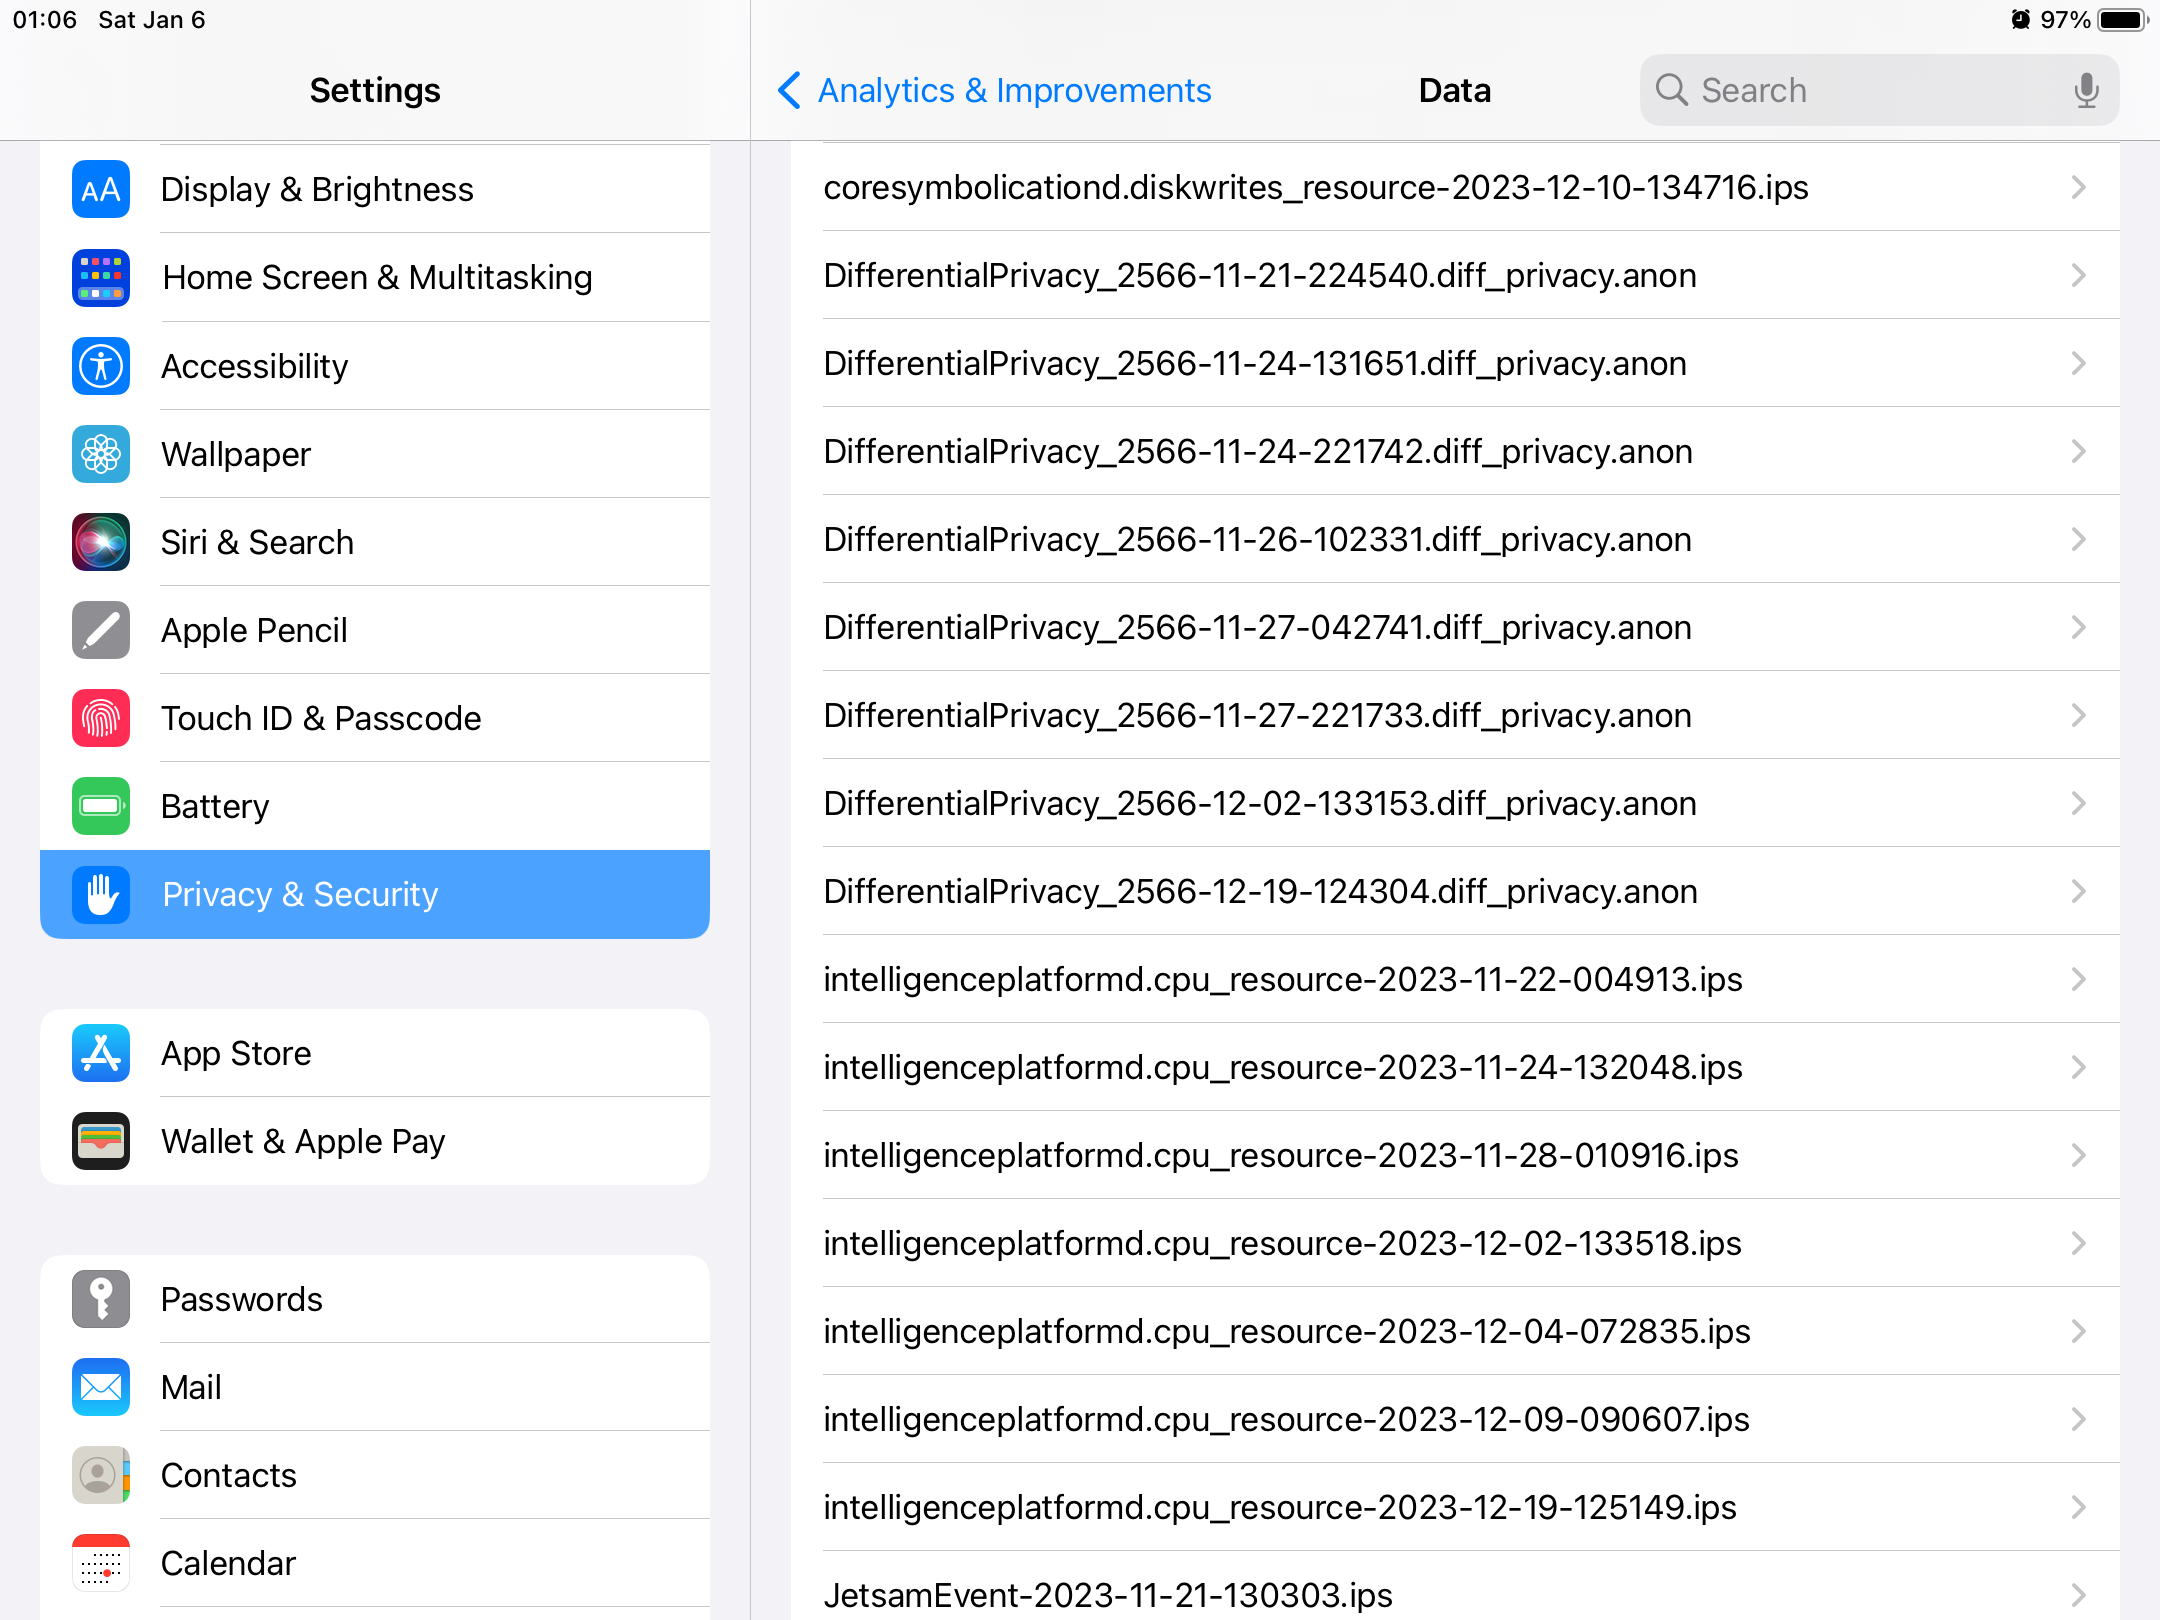 01:06 Sat Jan 6
97%
Settings
Display & Brightness
Home Screen & Multitasking
Accessibility
Wallpaper
Siri & Search
Apple Pencil
Touch ID & Passcode
Battery
Privacy & Security
App Store
Wallet & Apple Pay
Passwords
Mail
Contacts
Calendar
Analytics & Improvements
Data
Search
coresymbolicationd.diskwrites_resource-2023-12-10-134716.ips
DifferentialPrivacy_2566-11-21-224540.diff_privacy.anon
DifferentialPrivacy_2566-11-24-131651.diff_privacy.anon
DifferentialPrivacy_2566-11-24-221742.diff_privacy.anon
DifferentialPrivacy_2566-11-26-102331.diff_privacy.anon
DifferentialPrivacy_2566-11-27-042741.diff_privacy.anon
DifferentialPrivacy_2566-11-27-221733.diff_privacy.anon
DifferentialPrivacy_2566-12-02-133153.diff_privacy.anon
DifferentialPrivacy_2566-12-19-124304.diff_privacy.anon
intelligenceplatformd.cpu_resource-2023-11-22-004913.ips
intelligenceplatformd.cpu_resource-2023-11-24-132048.ips
intelligenceplatformd.cpu_resource-2023-11-28-010916.ips
intelligenceplatformd.cpu_resource-2023-12-02-133518.ips
intelligenceplatformd.cpu_resource-2023-12-04-072835.ips
intelligenceplatformd.cpu_resource-2023-12-09-090607.ips
intelligenceplatformd.cpu_resource-2023-12-19-125149.ips
JetsamEvent-2023-11-21-130303.ips